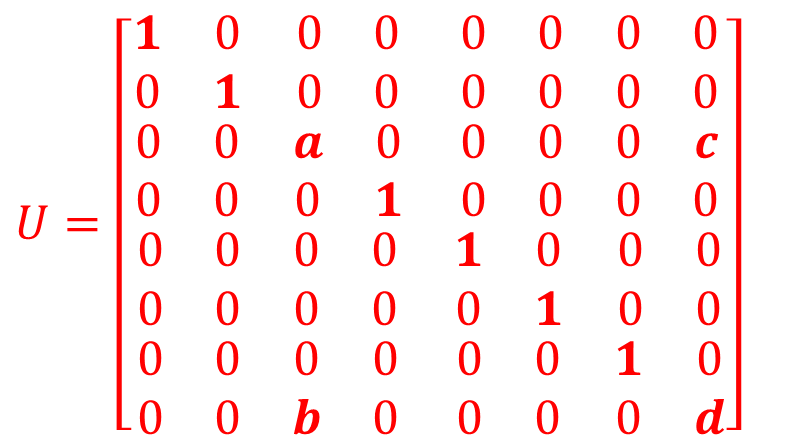 1 0 0 0 0 0 0 0
0 1 0 0 0 0 0 0
0 0 a 0 0 0 0 c
0 0 0 1 0 0 0 0
U =
0 0 0 0 1 0 0 0
0 0 0 0 0 1 0 0
0 0 0 0 0 0 1 0
0 0 b 0 0 0 0 d